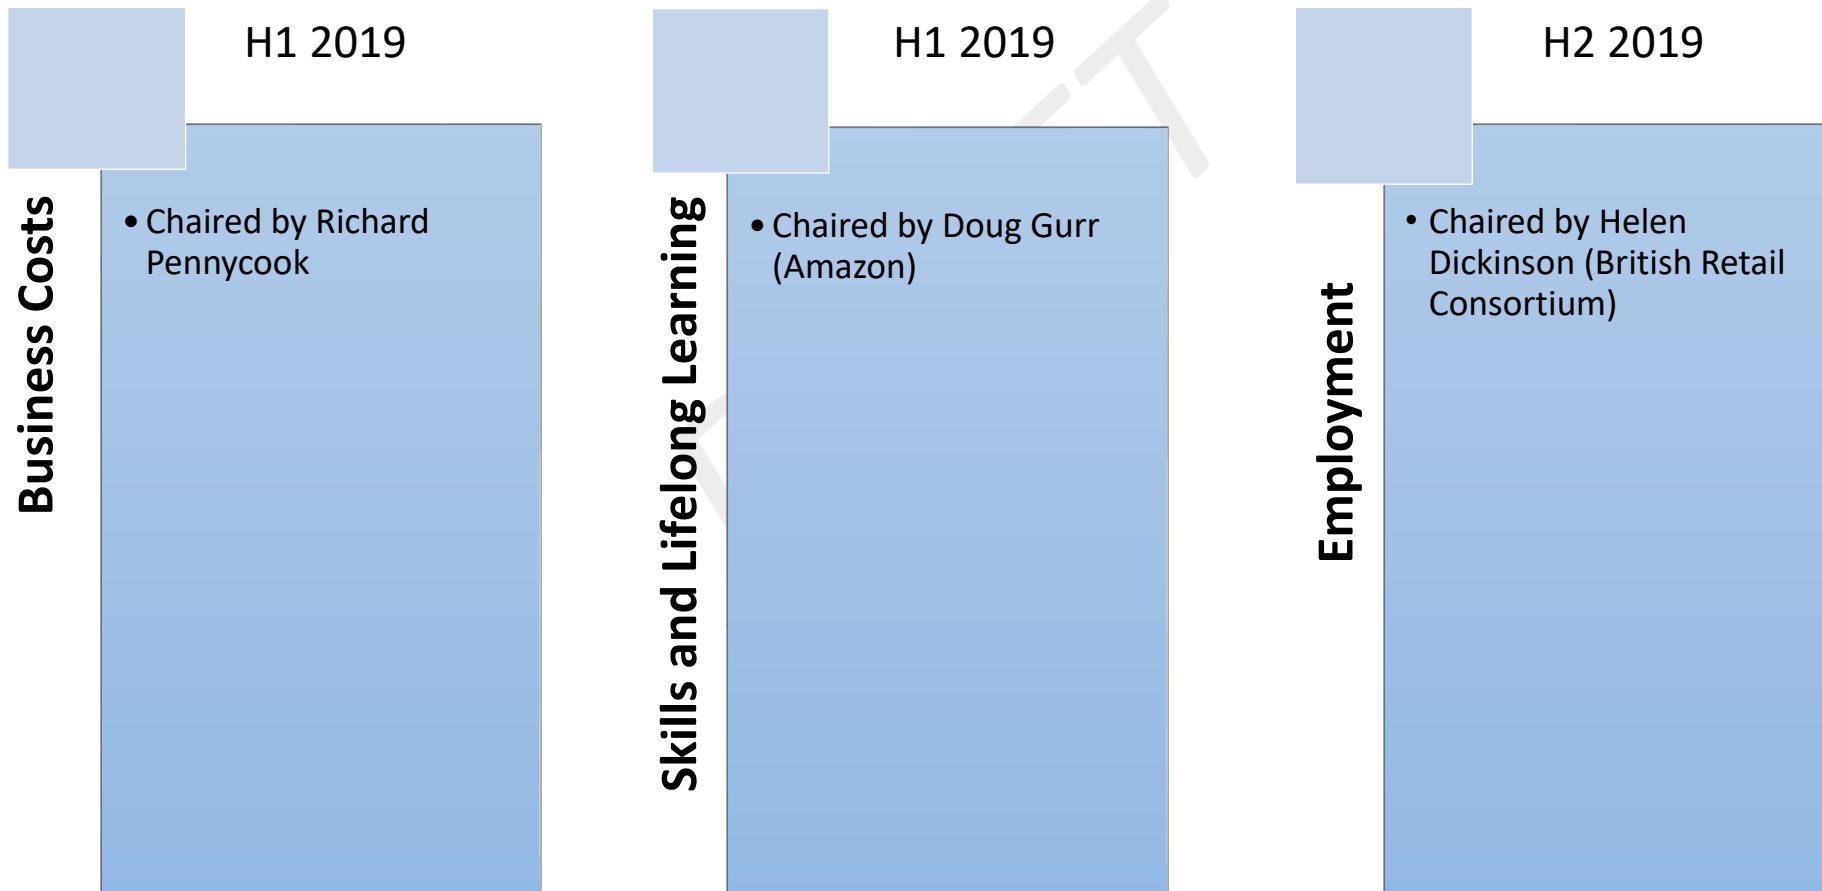 H1 2019
Business Costs
• Chaired by Richard
Pennycook
H1 2019
Skills and Lifelong Learning
• Chaired by Doug Gurr
(Amazon)
H2 2019
Employment
• Chaired by Helen
Dickinson (British Retail
Consortium)